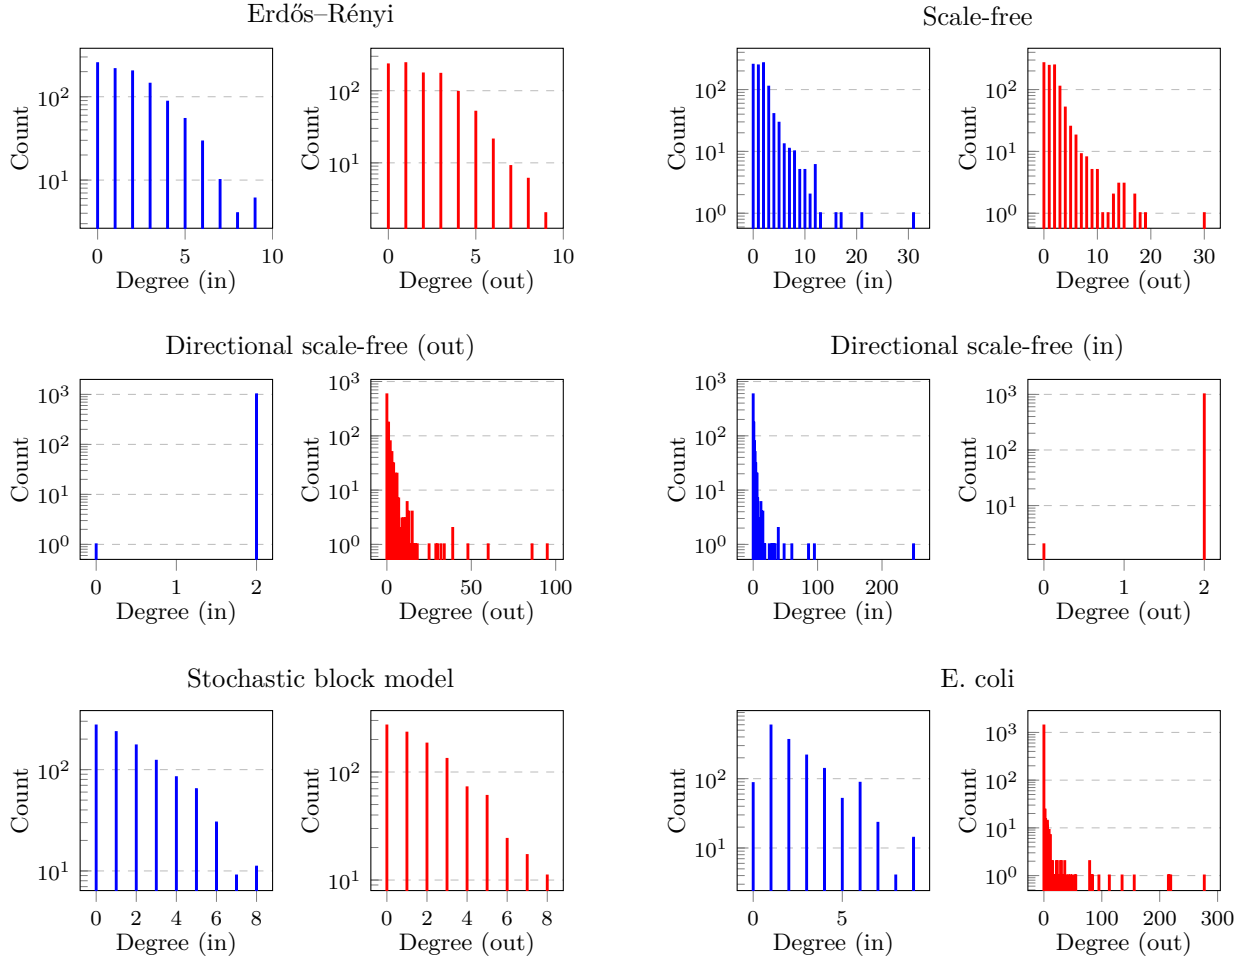 Erdős–Rényi
Scale-free
Count
10^2
10^1
0 5 10
Degree (in)
Count
10^2
10^1
0 5 10
Degree (out)
Count
10^2
10^1
10^0
0 10 20 30
Degree (in)
Count
10^2
10^1
10^0
0 10 20 30
Degree (out)
Directional scale-free (out)
Directional scale-free (in)
Count
10^3
10^2
10^1
10^0
0 1 2
Degree (in)
Count
10^3
10^2
10^1
10^0
0 50 100
Degree (out)
Count
10^3
10^2
10^1
10^0
0 100 200
Degree (in)
Count
10^3
10^2
10^1
0 1 2
Degree (out)
Stochastic block model
E. coli
Count
10^2
10^1
0 2 4 6 8
Degree (in)
Count
10^2
10^1
0 2 4 6 8
Degree (out)
Count
10^2
10^1
5
Degree (in)
Count
10^3
10^2
10^1
10^0
0 100 200 300
Degree (out)